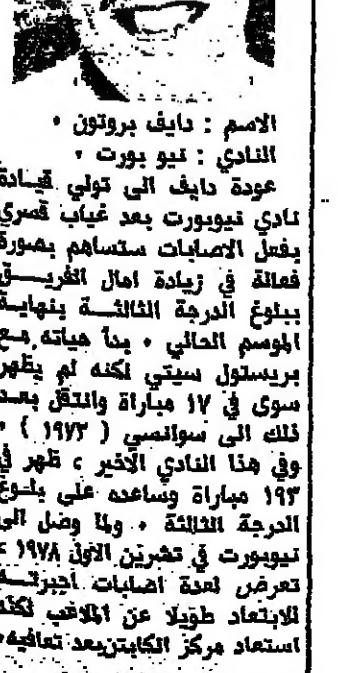 الاسم : دايف بروتون .
النادي : نيو بورت .
عودة دايف الى تولي قيادة
نادي نيوبورت بعد غياب قسري
بفعل الاصابات ستساهم بصورة
فعالة في زيادة امال الفريق
ببلوغ الدرجة الثالثة بنهاية
الموسم الحالي . بدأ حياته مع
بريستول سيتي لكنه لم يظهر
سوى في ١٧ مباراة وانتقل بعد
ذلك الى سوانسي ( ١٩٧٣ ) .
وفي هذا النادي الاخير ، ظهر في
١٩٣ مباراة وساعده على بلوغ
الدرجة الثالثة . ولما وصل الى
نيوبورت في تشرين الاول ١٩٧٨ ،
تعرض لعدة اصابات اجبرته
للابتعاد طويلا عن الملاعب لكنه
استعاد مركز الكابتن بعد تعافيه .